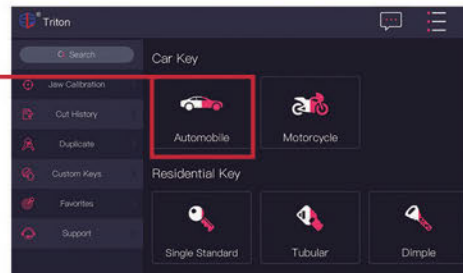 Triton
Search
Jaw Calibration
Cut History
Duplicate
Custom Keys
Favorites
Support
Car Key
Automobile
Motorcycle
Residential Key
Single Standard
Tubular
Dimple